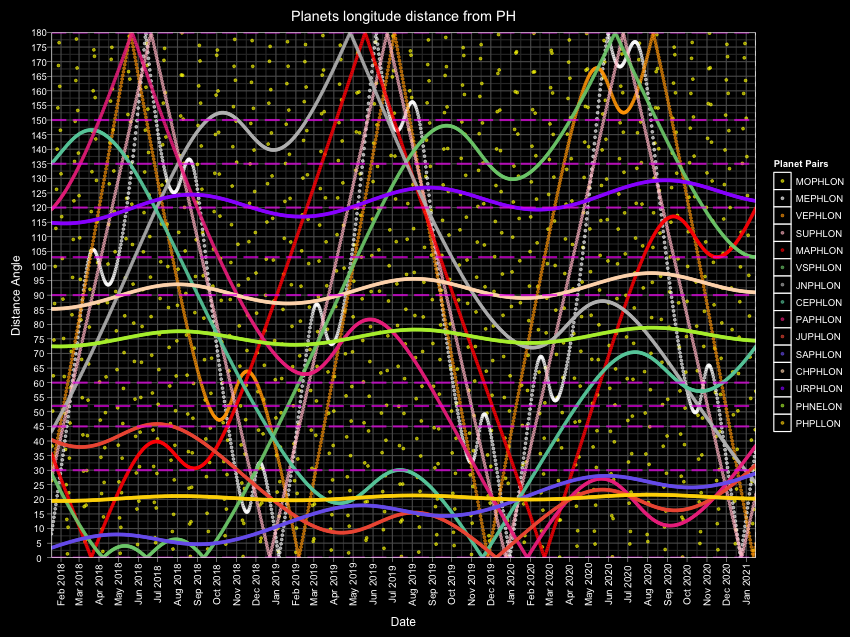 Planets longitude distance from PH
180
175
170
165
160
155
150
145
140
135
130
125
120
115
110
105
100
95
90
85
80
75
70
65
60
55
50
45
40
35
30
25
20
15
10
5
0
Distance Angle
Feb 2018
Mar 2018
Apr 2018
May 2018
Jun 2018
Jul 2018
Aug 2018
Sep 2018
Oct 2018
Nov 2018
Dec 2018
Jan 2019
Feb 2019
Mar 2019
Apr 2019
May 2019
Jun 2019
Jul 2019
Aug 2019
Sep 2019
Oct 2019
Nov 2019
Dec 2019
Jan 2020
Feb 2020
Mar 2020
Apr 2020
May 2020
Jun 2020
Jul 2020
Aug 2020
Sep 2020
Oct 2020
Nov 2020
Dec 2020
Jan 2021
Date
Planet Pairs
MOPHLON
MEPHLON
VEPHLON
SUPHLON
MAPHLON
VSPHLON
JNPHLON
CEPHLON
PAPHLON
JUPHLON
SAPHLON
CHPHLON
URPHLON
PHNELON
PHPLLON